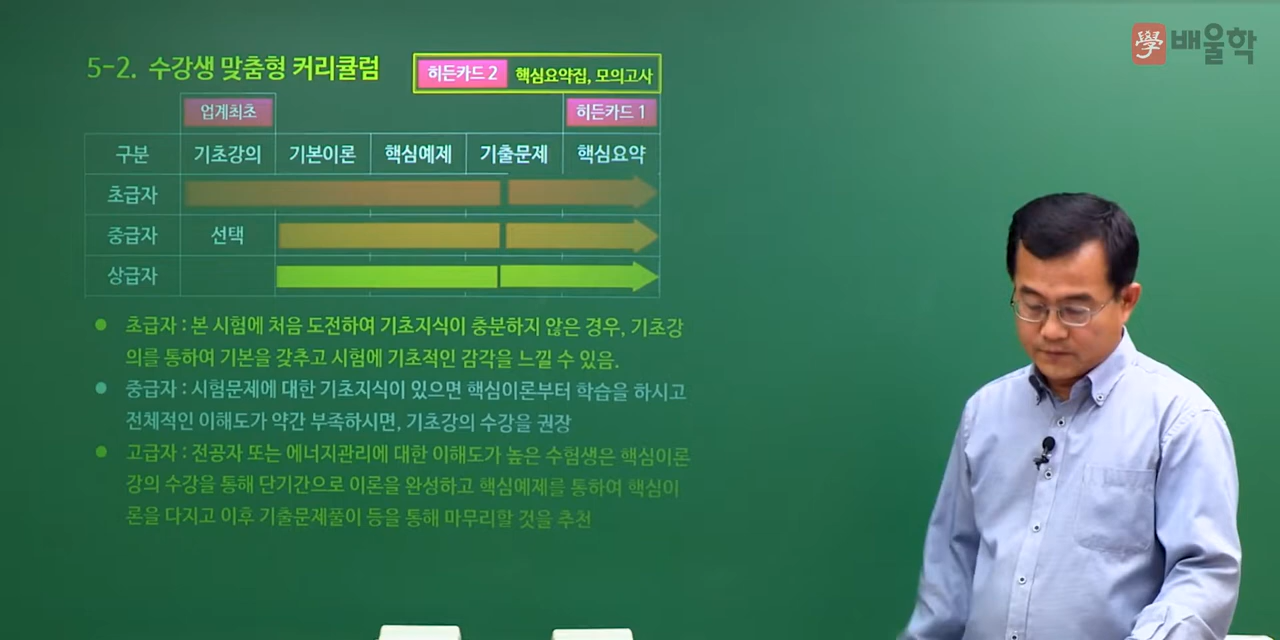 學 배울학
5-2. 수강생 맞춤형 커리큘럼
히든카드 2 핵심요약집, 모의고사
업계최초 히든카드 1
구분 기초강의 기본이론 핵심예제 기출문제 핵심요약
초급자
중급자 선택
상급자
● 초급자 : 본 시험에 처음 도전하여 기초지식이 충분하지 않은 경우, 기초강
의를 통하여 기본을 갖추고 시험에 기초적인 감각을 느낄 수 있음.
● 중급자 : 시험문제에 대한 기초지식이 있으면 핵심이론부터 학습을 하시고
전체적인 이해도가 약간 부족하시면, 기초강의 수강을 권장
● 고급자 : 전공자 또는 에너지관리에 대한 이해도가 높은 수험생은 핵심이론
강의 수강을 통해 단기간으로 이론을 완성하고 핵심예제를 통하여 핵심이
론을 다지고 이후 기출문제풀이 등을 통해 마무리할 것을 추천